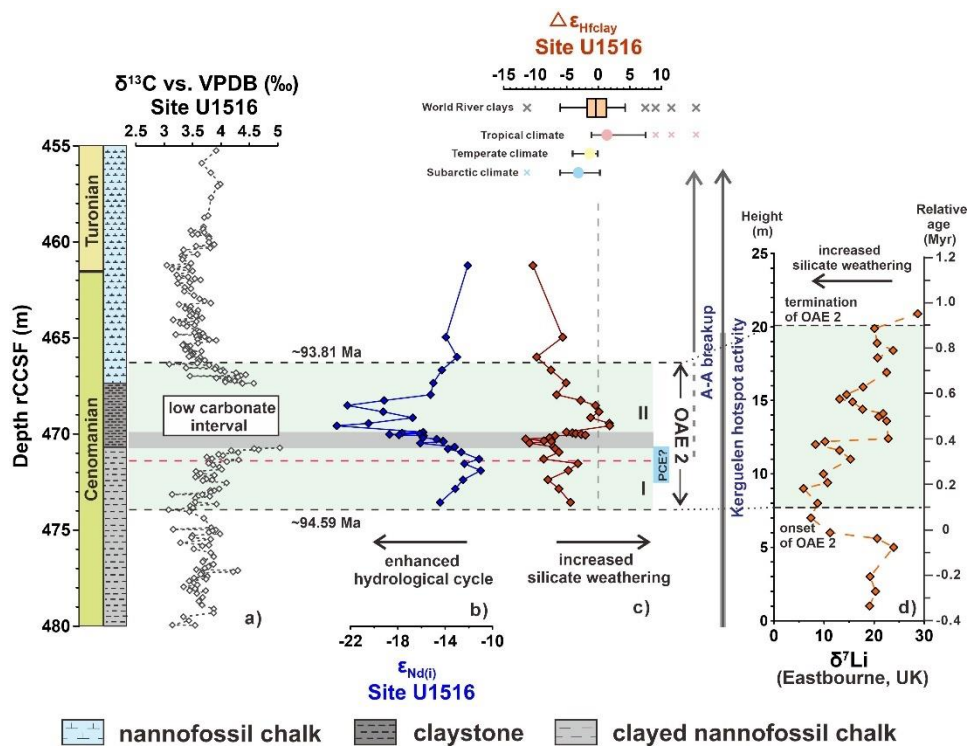 Δ εHfclay
Site U1516
-15 -10 -5 0 5 10
δ¹³C vs. VPDB (‰)
Site U1516
2.5 3 3.5 4 4.5 5
World River clays
Tropical climate
Temperate climate
Subarctic climate
Depth rCCSF (m)
455
460
465
470
475
480
Turonian
Cenomanian
low carbonate
interval
~93.81 Ma
~94.59 Ma
II
I
OAE 2
PCE?
A-A breakup
Kerguelen hotspot activity
enhanced
hydrological cycle
increased
silicate weathering
a)
b)
c)
-22 -18 -14 -10
εNd(i)
Site U1516
Height
(m)
Relative
age (Myr)
25
20
15
10
5
0
1.2
1.0
0.8
0.6
0.4
0.2
0
-0.2
-0.4
increased
silicate weathering
termination
of OAE 2
onset
of OAE 2
d)
0 10 20 30
δ⁷Li
(Eastbourne, UK)
nannofossil chalk
claystone
clayed nannofossil chalk